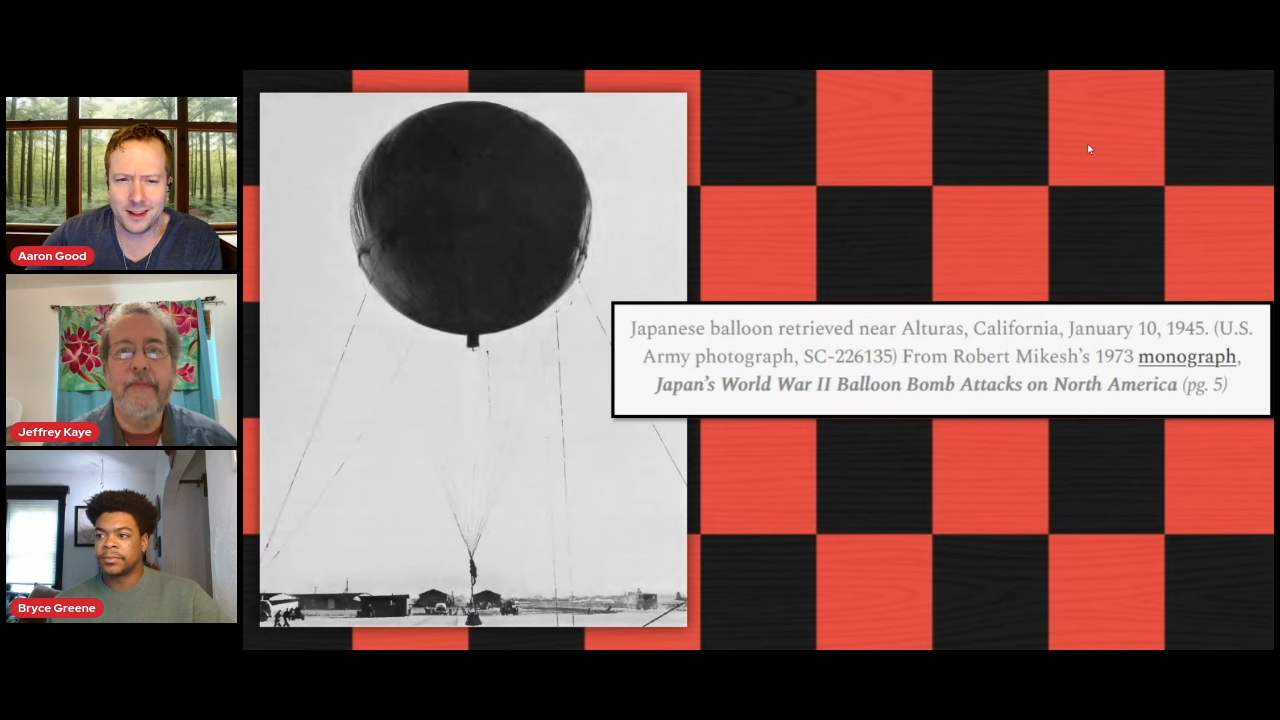 Aaron Good
Jeffrey Kaye
Bryce Greene
Japanese balloon retrieved near Alturas, California, January 10, 1945. (U.S.
Army photograph, SC-226135) From Robert Mikesh’s 1973 monograph,
Japan’s World War II Balloon Bomb Attacks on North America (pg. 5)